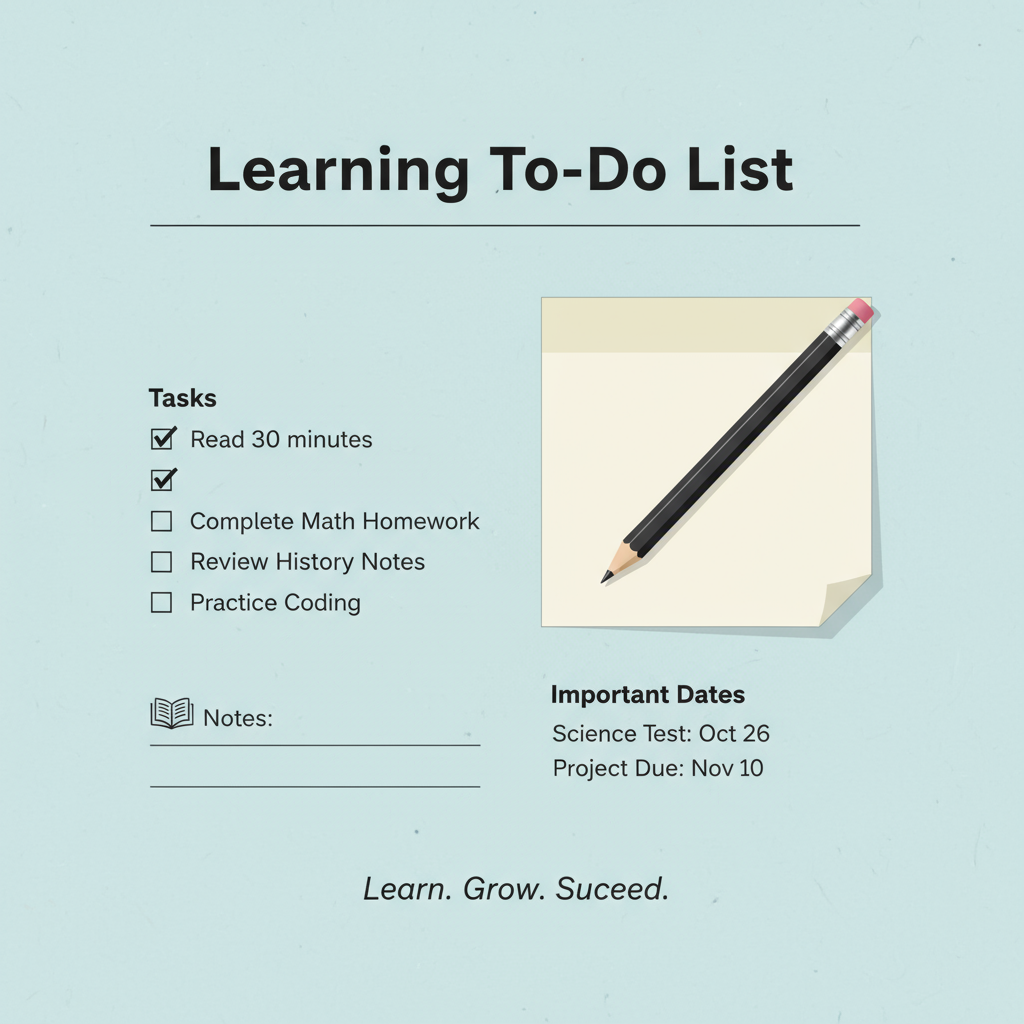 Learning To-Do List
Tasks
Read 30 minutes
Complete Math Homework
Review History Notes
Practice Coding
Notes:
Important Dates
Science Test: Oct 26
Project Due: Nov 10
Learn. Grow. Suceed.